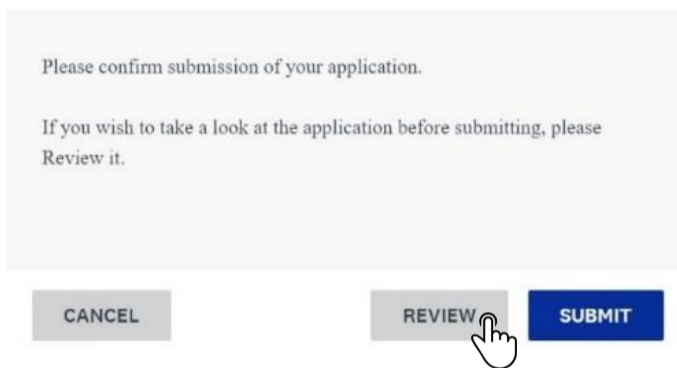 Please confirm submission of your application.
If you wish to take a look at the application before submitting, please
Review it.
CANCEL
REVIEW
SUBMIT